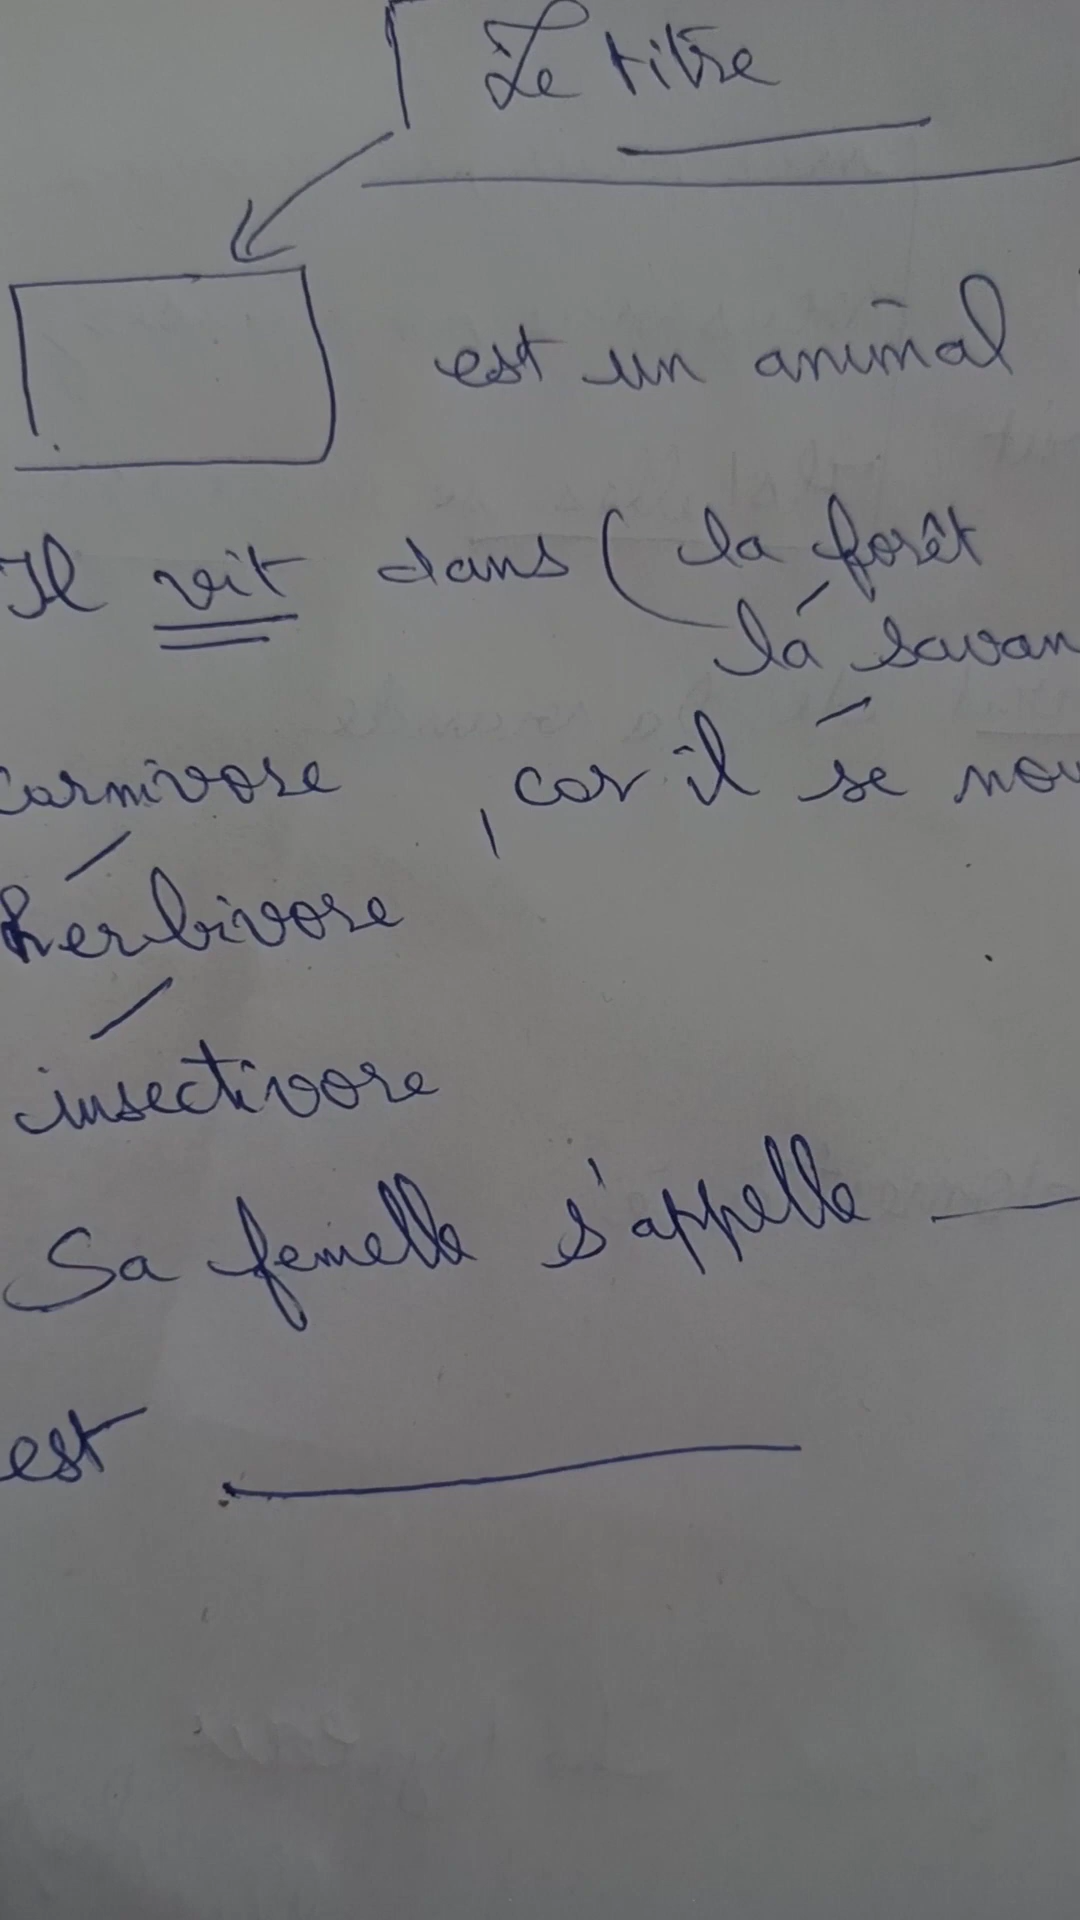 Le titre
est un animal
Il vit dans ( la forêt /
la savan
carnivore / , car il se nou
herbivore /
insectivore
Sa femelle s'appelle
est